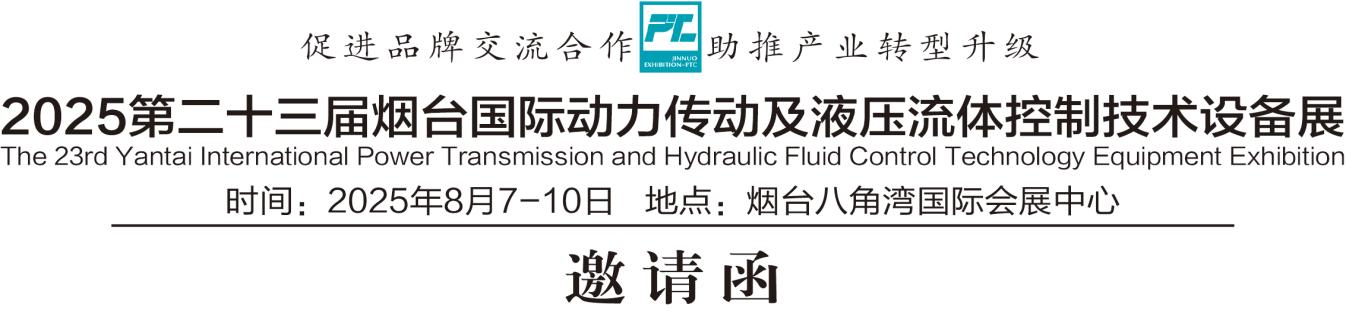 促进品牌交流合作 PTC 助推产业转型升级
JINNUO
EXHIBITION-PTC
2025第二十三届烟台国际动力传动及液压流体控制技术设备展
The 23rd Yantai International Power Transmission and Hydraulic Fluid Control Technology Equipment Exhibition
时间：2025年8月7-10日 地点：烟台八角湾国际会展中心
邀请函